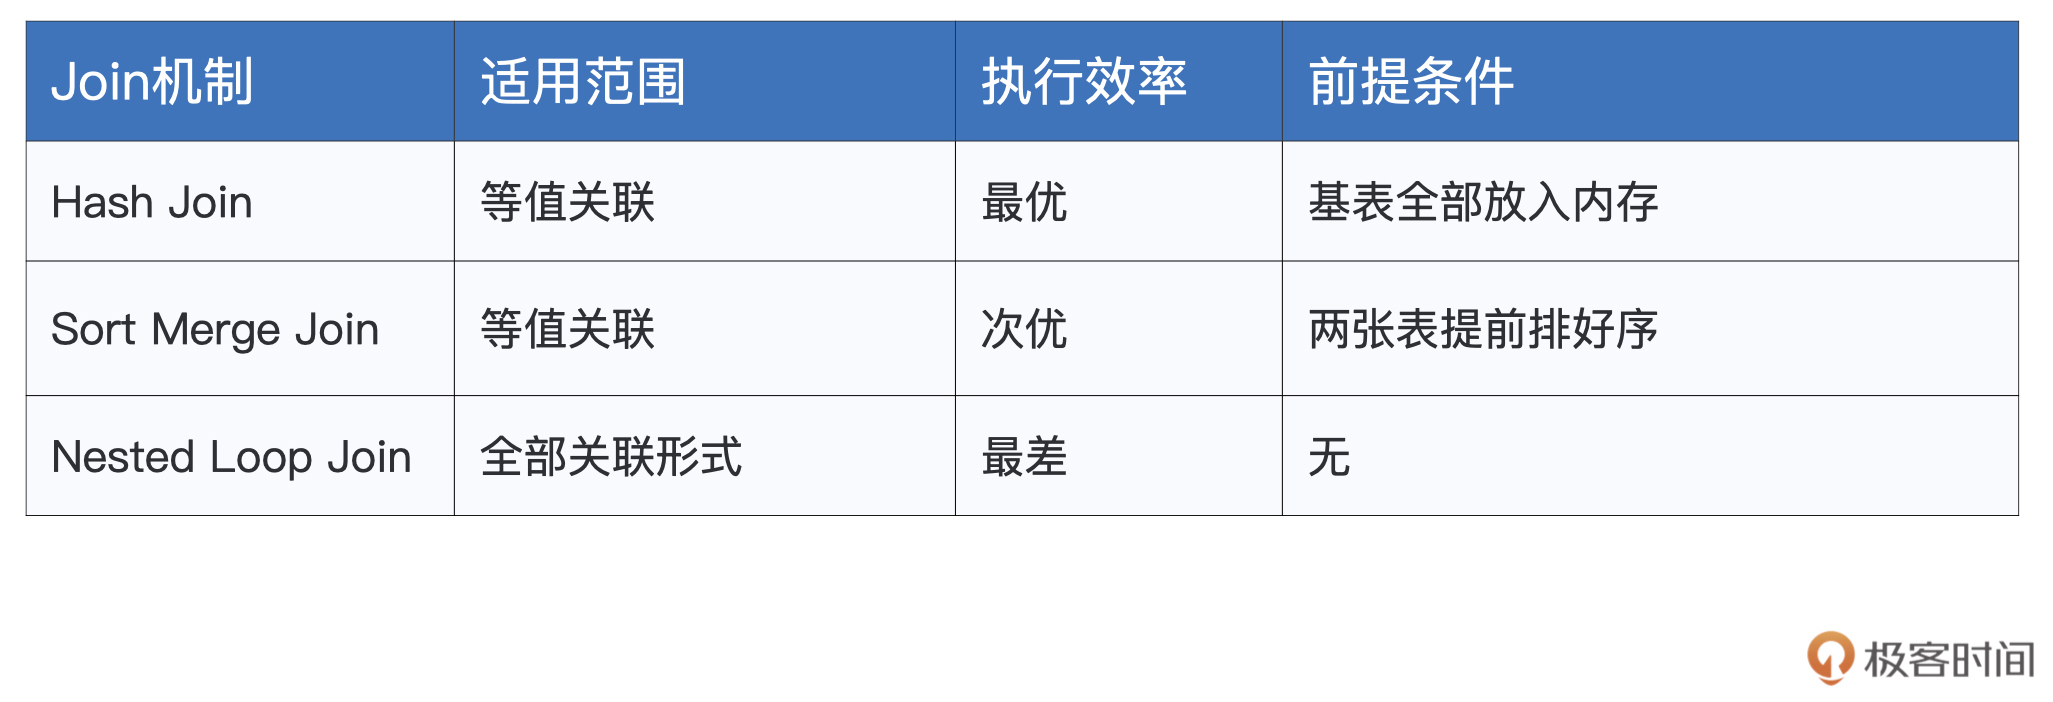 Join机制 适用范围 执行效率 前提条件
Hash Join 等值关联 最优 基表全部放入内存
Sort Merge Join 等值关联 次优 两张表提前排好序
Nested Loop Join 全部关联形式 最差 无
极客时间